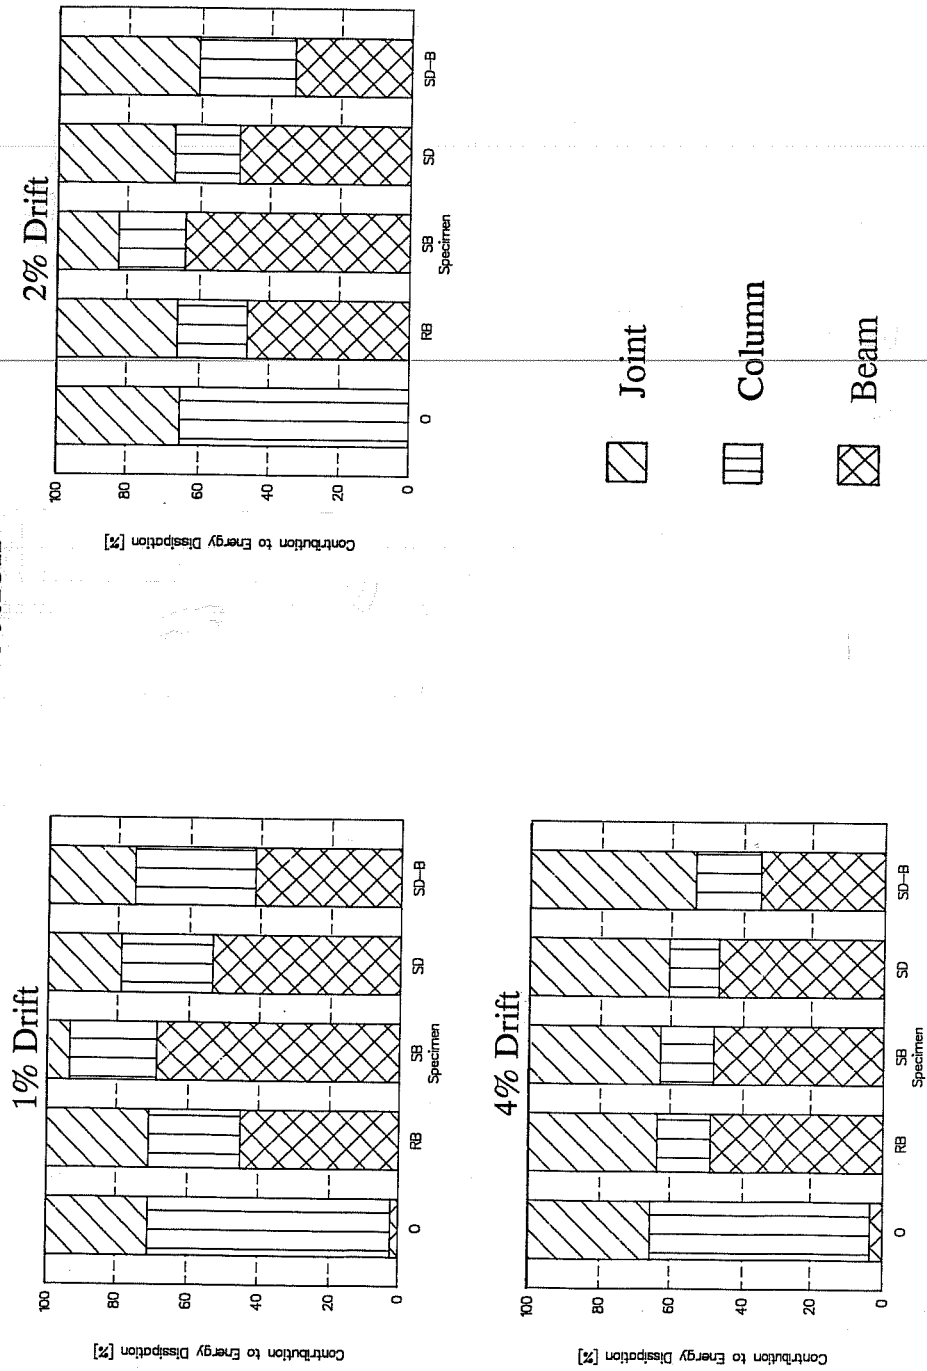 1% Drift
Contribution to Energy Dissipation [%]
100
80
60
40
20
0
O
RB
SB
SD
SD-B
Specimen
2% Drift
Contribution to Energy Dissipation [%]
100
80
60
40
20
0
O
RB
SB
SD
SD-B
Specimen
4% Drift
Contribution to Energy Dissipation [%]
100
80
60
40
20
0
O
RB
SB
SD
SD-B
Specimen
Joint
Column
Beam